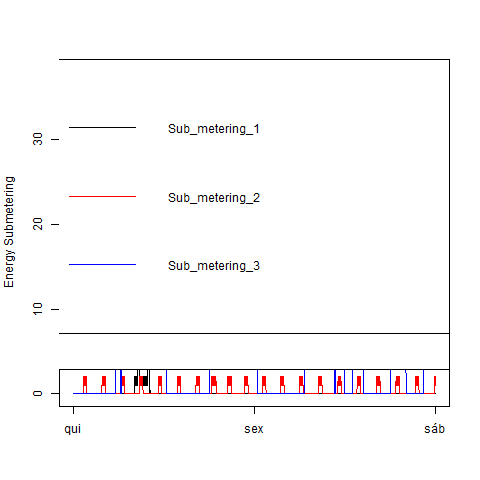 Energy Submetering
30
20
10
0
Sub_metering_1
Sub_metering_2
Sub_metering_3
qui sex sáb